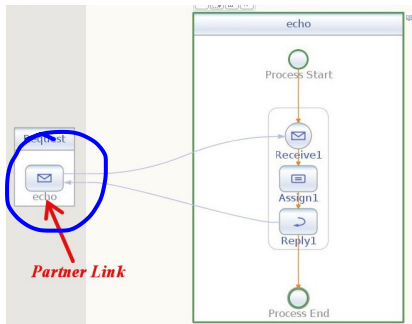 echo
Process Start
Request
Receive1
echo
Assign1
Reply1
Partner Link
Process End